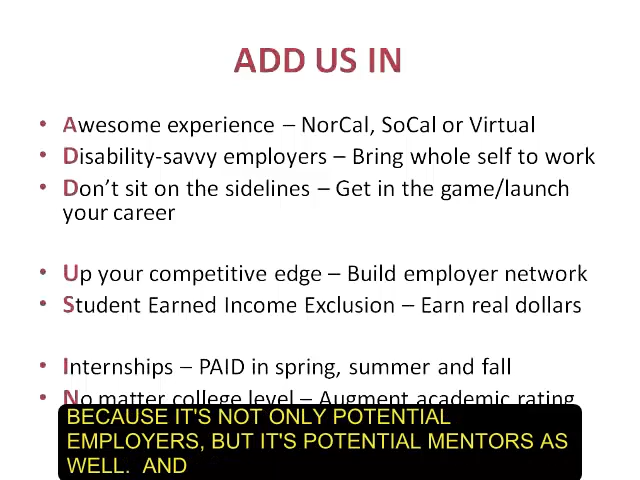 ADD US IN
• Awesome experience – NorCal, SoCal or Virtual
• Disability-savvy employers – Bring whole self to work
• Don't sit on the sidelines – Get in the game/launch
your career
• Up your competitive edge – Build employer network
• Student Earned Income Exclusion – Earn real dollars
• Internships – PAID in spring, summer and fall
• No matter college level – Augment academic rating
BECAUSE IT'S NOT ONLY POTENTIAL
EMPLOYERS, BUT IT'S POTENTIAL MENTORS AS
WELL.  AND